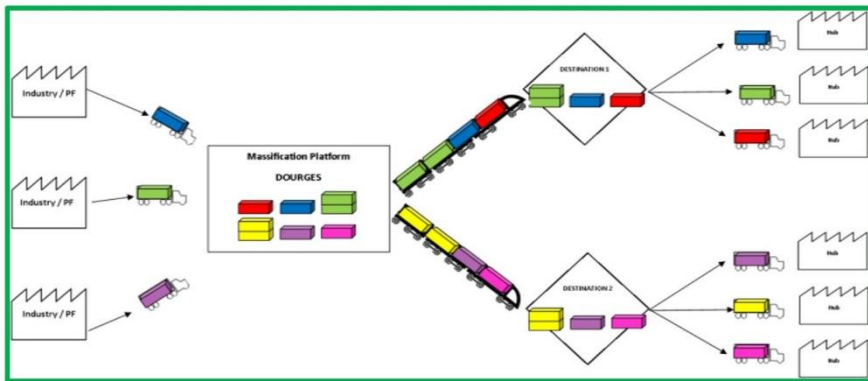 Industry / PF
Industry / PF
Industry / PF
Massification Platform
DOURGES
DESTINATION 1
DESTINATION 2
Hub
Hub
Hub
Hub
Hub
Hub